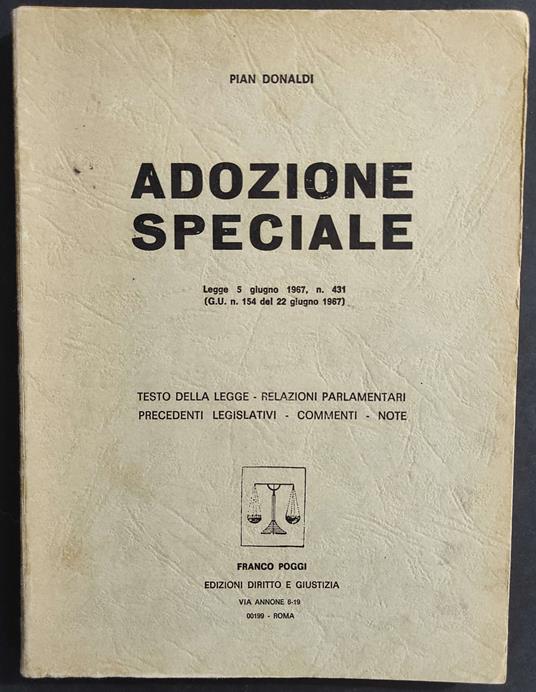 PIAN DONALDI
ADOZIONE
SPECIALE
Legge 5 giugno 1967, n. 431
(G.U. n. 154 del 22 giugno 1967)
TESTO DELLA LEGGE - RELAZIONI PARLAMENTARI
PRECEDENTI LEGISLATIVI - COMMENTI - NOTE
FRANCO POGGI
EDIZIONI DIRITTO E GIUSTIZIA
VIA ANNONE 6-19
00199 - ROMA